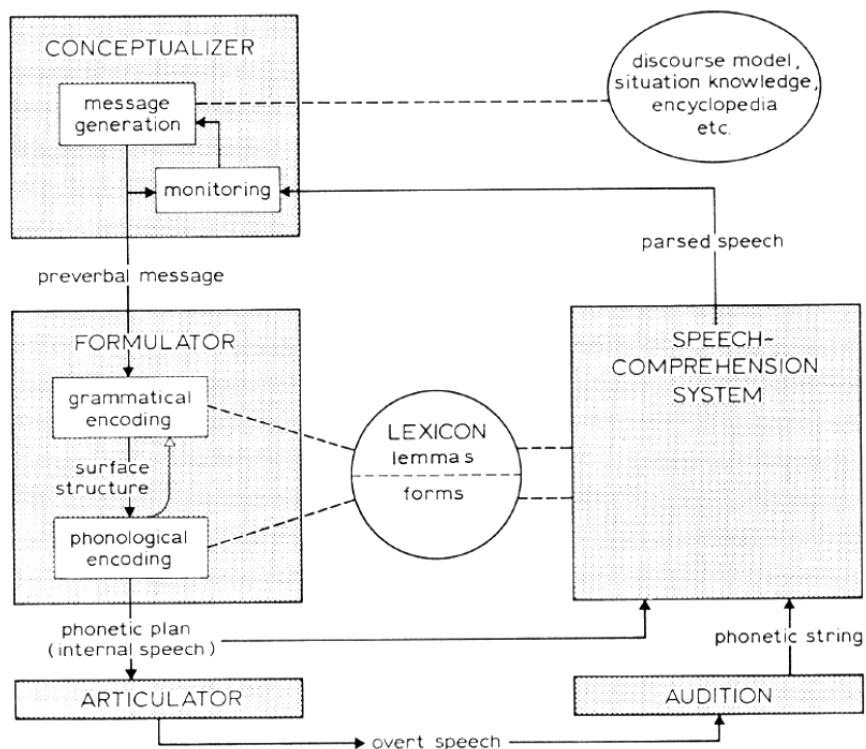 CONCEPTUALIZER
message
generation
monitoring
discourse model,
situation knowledge,
encyclopedia
etc.
parsed speech
preverbal message
FORMULATOR
grammatical
encoding
surface
structure
phonological
encoding
LEXICON
lemmas
forms
SPEECH-
COMPREHENSION
SYSTEM
phonetic plan
(internal speech)
phonetic string
ARTICULATOR
AUDITION
overt speech